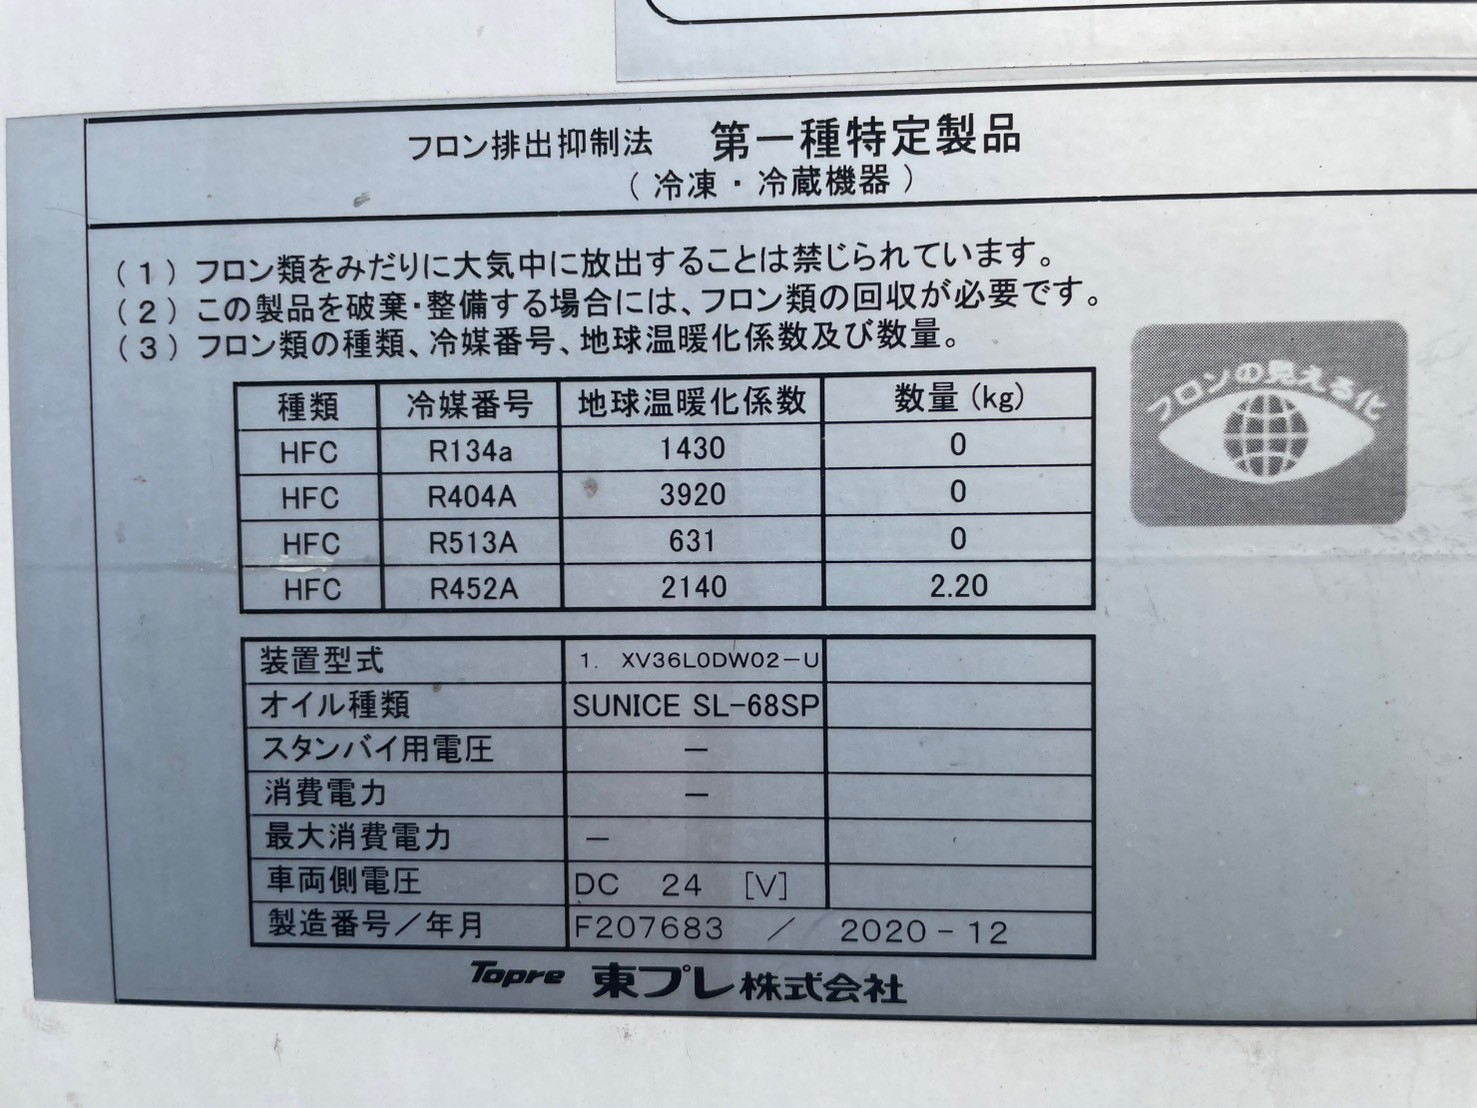 フロン排出抑制法 第一種特定製品
(冷凍・冷蔵機器)
(1) フロン類をみだりに大気中に放出することは禁じられています。
(2) この製品を破棄・整備する場合には、フロン類の回収が必要です。
(3) フロン類の種類、冷媒番号、地球温暖化係数及び数量。
フロンの見える化
種類 冷媒番号 地球温暖化係数 数量(kg)
HFC R134a 1430 0
HFC R404A 3920 0
HFC R513A 631 0
HFC R452A 2140 2.20
装置型式 1. XV36L0DW02-U
オイル種類 SUNICE SL-68SP
スタンバイ用電圧 －
消費電力 －
最大消費電力 －
車両側電圧 DC 24 [V]
製造番号／年月 F207683 ／ 2020-12
Topre 東プレ株式会社